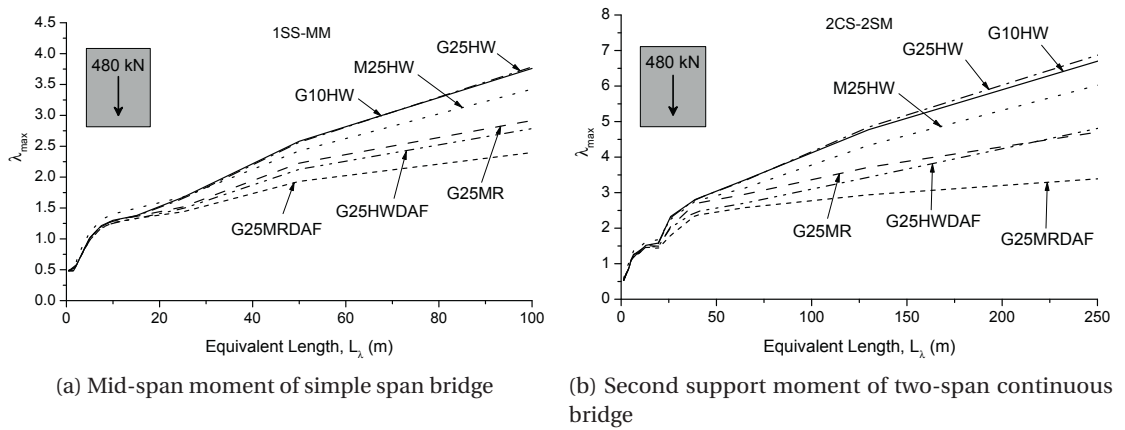 1SS-MM
480 kN
G25HW
M25HW
G10HW
G25MR
G25HWDAF
G25MRDAF
λmax
4.5
4.0
3.5
3.0
2.5
2.0
1.5
1.0
0.5
0.0
0 20 40 60 80 100
Equivalent Length, Lλ (m)
(a) Mid-span moment of simple span bridge
2CS-2SM
480 kN
G10HW
G25HW
M25HW
G25MR
G25HWDAF
G25MRDAF
λmax
8
7
6
5
4
3
2
1
0
0 50 100 150 200 250
Equivalent Length, Lλ (m)
(b) Second support moment of two-span continuous
bridge